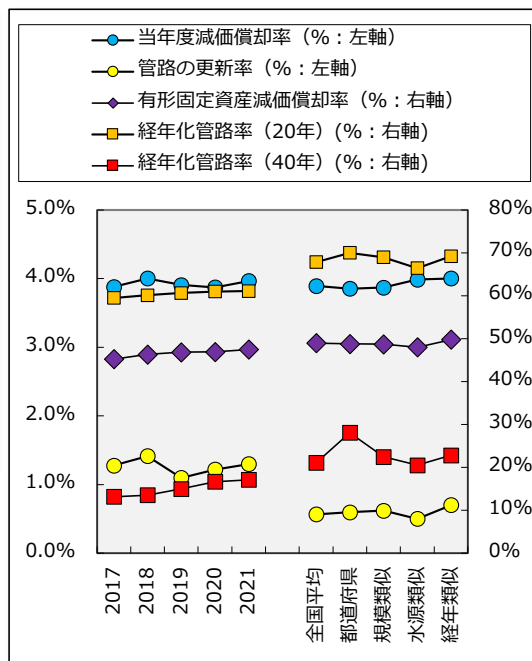 当年度減価償却率（%：左軸）
管路の更新率（%：左軸）
有形固定資産減価償却率（%：右軸）
経年化管路率（20年）(%：右軸)
経年化管路率（40年）(%：右軸)
5.0%
4.0%
3.0%
2.0%
1.0%
0.0%
80%
70%
60%
50%
40%
30%
20%
10%
0%
2017
2018
2019
2020
2021
全国平均
都道府県
規模類似
水源類似
経年類似